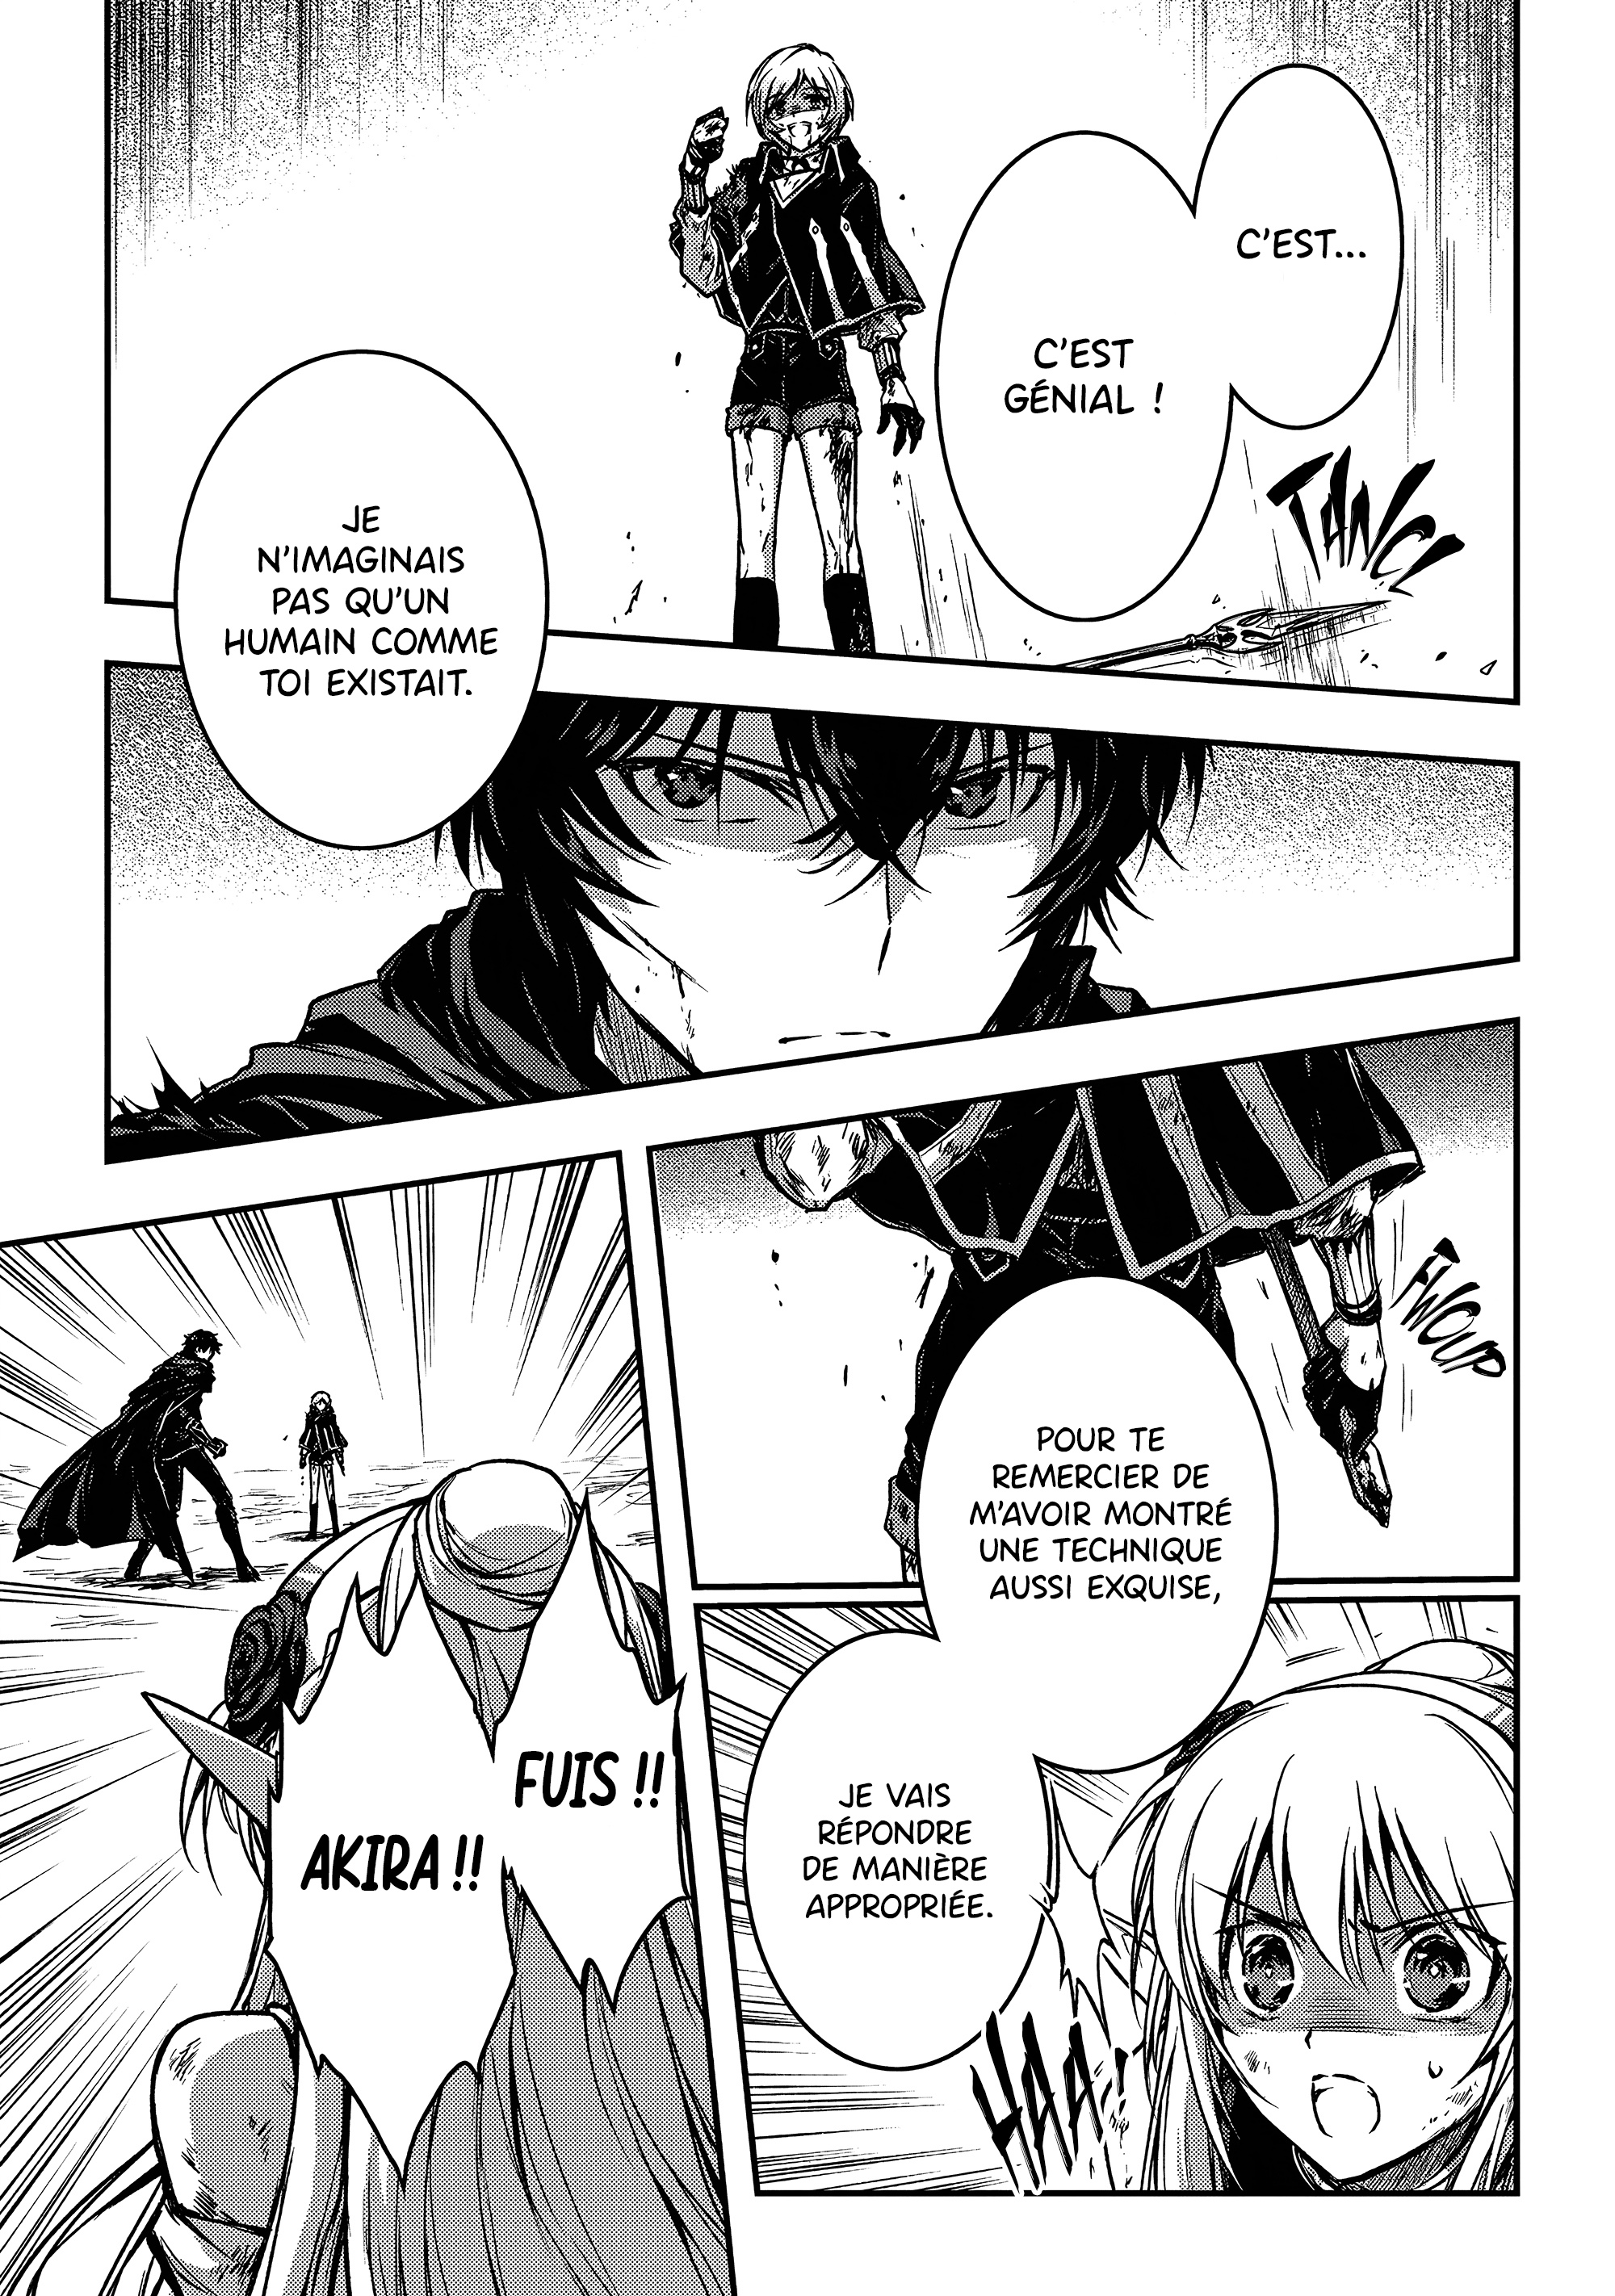 C'EST...
C'EST
GÉNIAL !
TANC!
JE
N'IMAGINAIS
PAS QU'UN
HUMAIN COMME
TOI EXISTAIT.
FWOUP
POUR TE
REMERCIER DE
M'AVOIR MONTRÉ
UNE TECHNIQUE
AUSSI EXQUISE,
JE VAIS
RÉPONDRE
DE MANIÈRE
APPROPRIÉE.
HAA!
FUIS !!
AKIRA !!